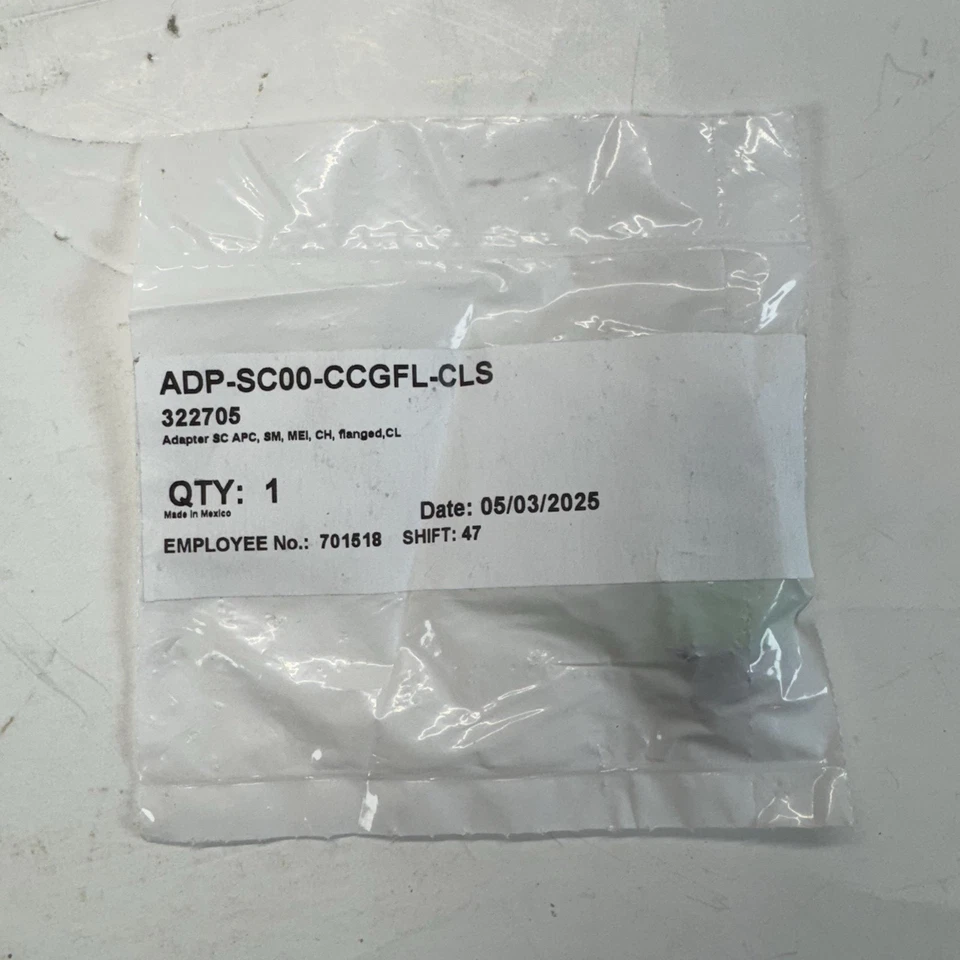 ADP-SC00-CCGFL-CLS
322705
Adapter SC APC, SM, MEI, CH, flanged,CL
QTY: 1
Made in Mexico
Date: 05/03/2025
EMPLOYEE No.: 701518 SHIFT: 47